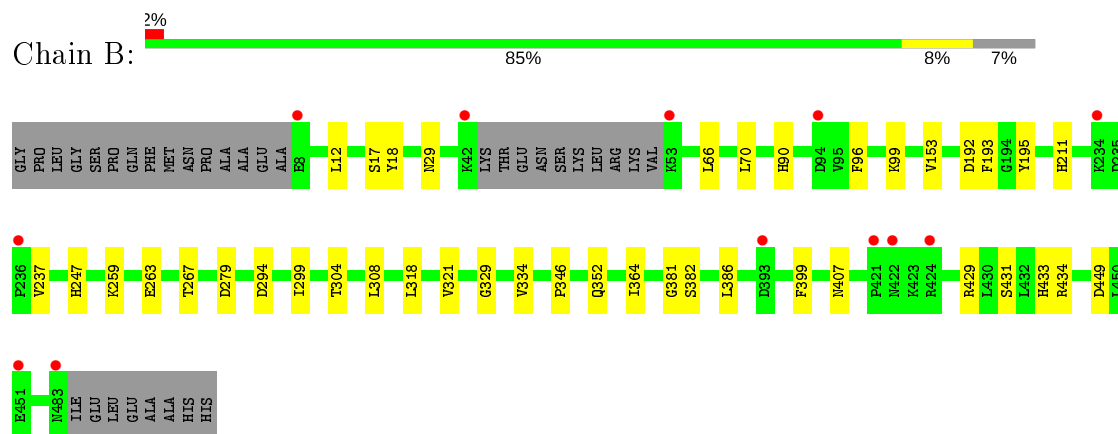 2%
Chain B:
85% 8% 7%
GLY PRO LEU GLY SER PRO GLN PHE MET ASN PRO ALA ALA GLU ALA E8 L12 S17 Y18 N29 K42 LYS THR GLU ASN SER LYS LEU ARG LYS VAL K53 L66 L70 H90 D94 V95 F96 K99 V153 D192 F193 G194 Y195 H211 K234 D235
P236 V237 H247 K259 E263 T267 D279 D294 I299 T304 L308 L318 V321 G329 V334 P346 Q352 I364 G381 S382 L386 D393 F399 N407 P421 N422 K423 R424 R429 L430 S431 L432 H433 R434 D449 L450
E451 N483 ILE GLU LEU GLU ALA ALA HIS HIS